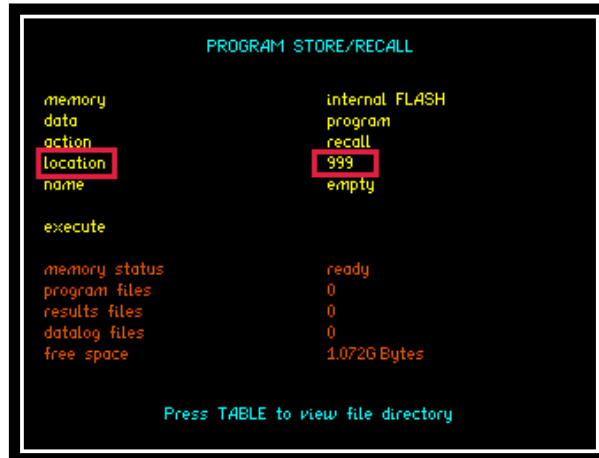 PROGRAM STORE/RECALL
memory internal FLASH
data program
action recall
location 999
name empty
execute
memory status ready
program files 0
results files 0
datalog files 0
free space 1.072G Bytes
Press TABLE to view file directory